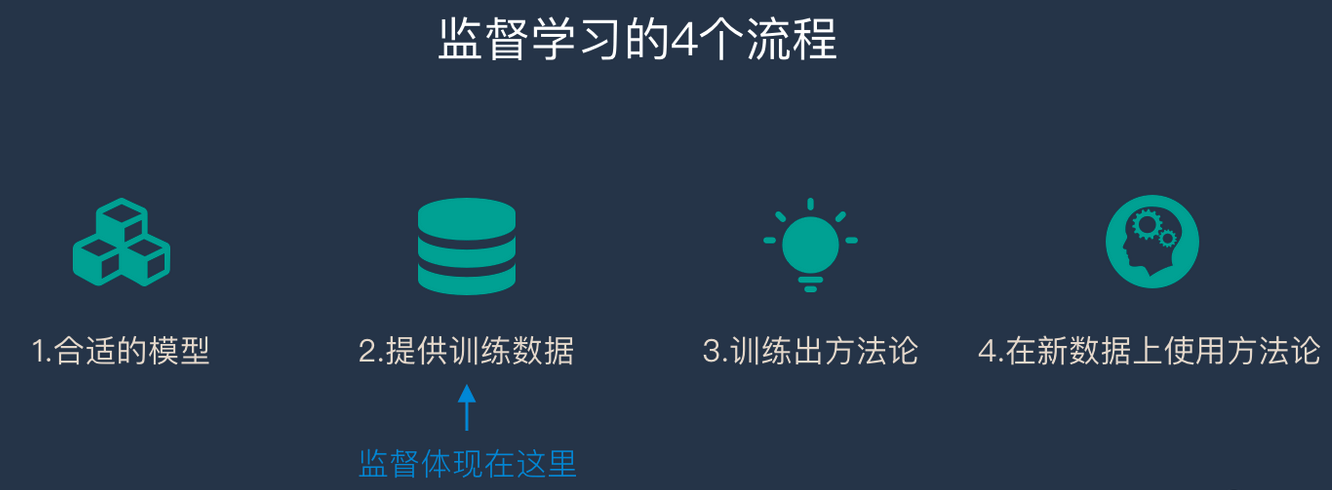 监督学习的4个流程
1.合适的模型
2.提供训练数据
3.训练出方法论
4.在新数据上使用方法论
监督体现在这里